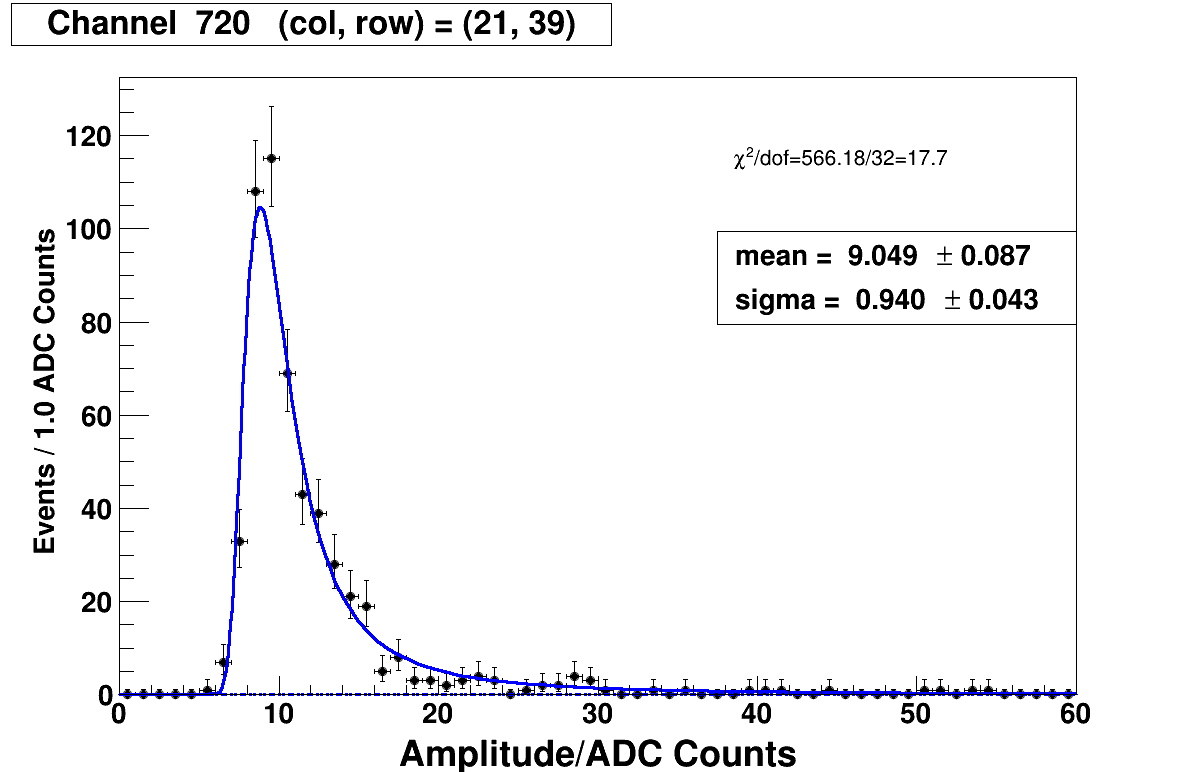 Channel 720 (col, row) = (21, 39)
χ²/dof=566.18/32=17.7
mean = 9.049 ± 0.087
sigma = 0.940 ± 0.043
Events / 1.0 ADC Counts
120
100
80
60
40
20
0
0 10 20 30 40 50 60
Amplitude/ADC Counts